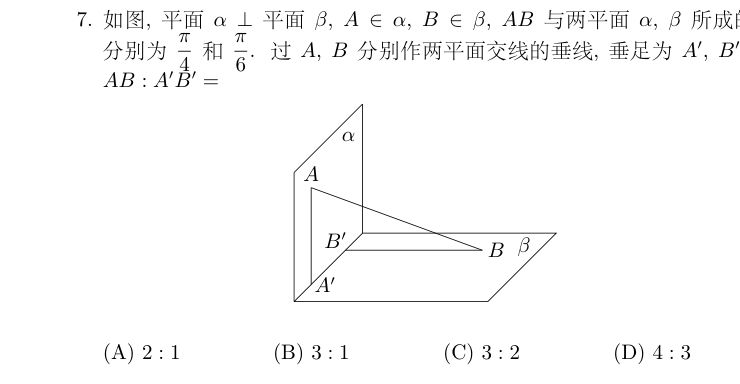 7. 如图, 平面 α ⊥ 平面 β, A ∈ α, B ∈ β, AB 与两平面 α, β 所成
分别为 π/4 和 π/6. 过 A, B 分别作两平面交线的垂线, 垂足为 A′, B′
AB : A′B′ =
α
A
B′
B β
A′
(A) 2 : 1 (B) 3 : 1 (C) 3 : 2 (D) 4 : 3